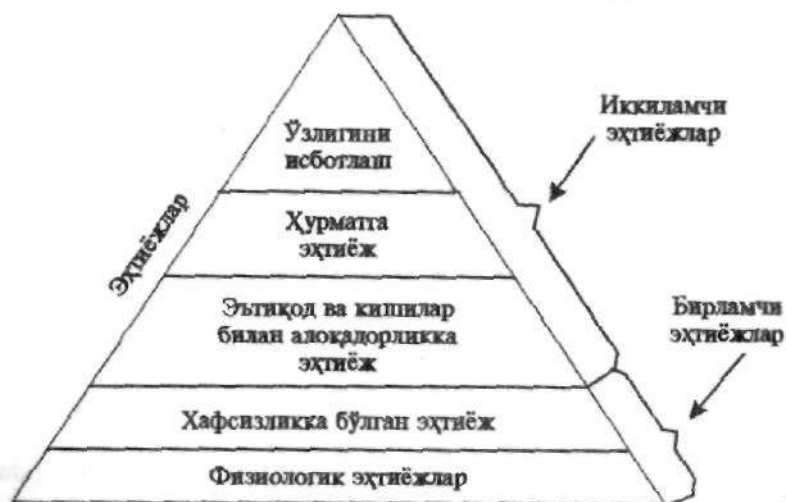 Иккиламчи
эҳтиёжлар
Ўзлигини
исботлаш
Эҳтиёжлар
Ҳурматга
эҳтиёж
Эътиқод ва кишилар
билан алоқадорликка
эҳтиёж
Бирламчи
эҳтиёжлар
Хафсизликка бўлган эҳтиёж
Физиологик эҳтиёжлар